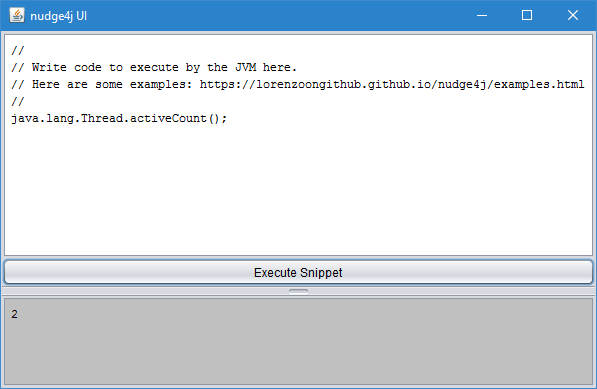 nudge4j UI
//
// Write code to execute by the JVM here.
// Here are some examples: https://lorenzoongithub.github.io/nudge4j/examples.html
//
java.lang.Thread.activeCount();
Execute Snippet
2